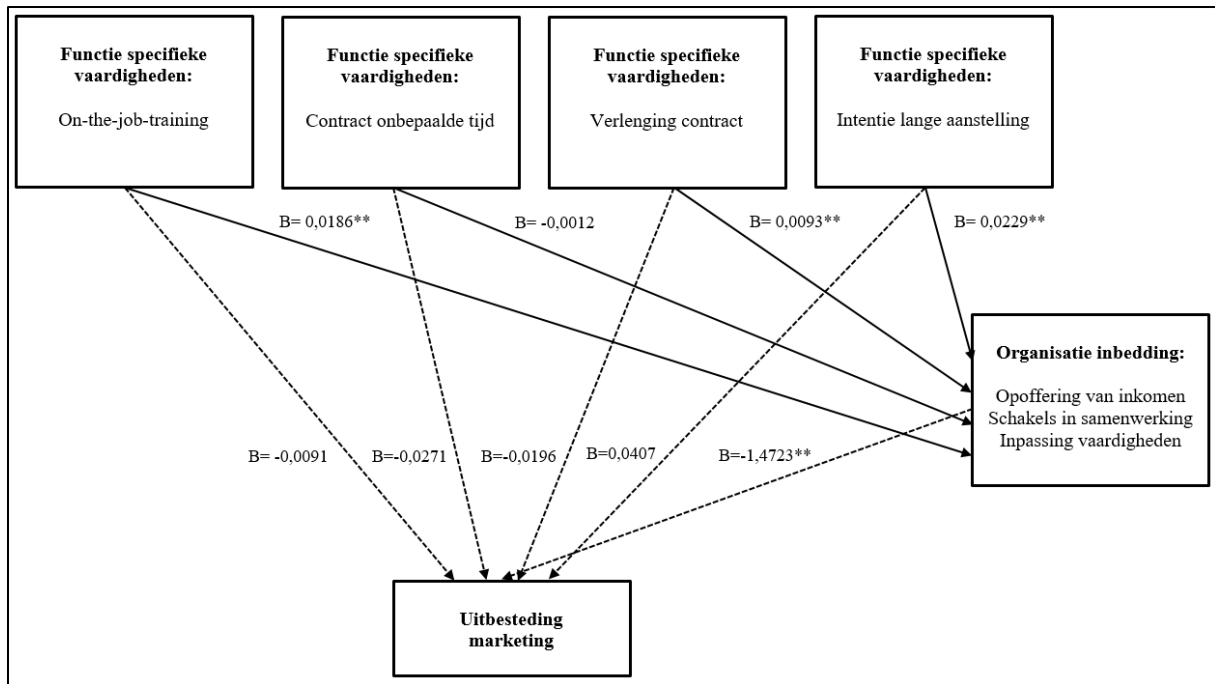 Functie specifieke
vaardigheden:
On-the-job-training
Functie specifieke
vaardigheden:
Contract onbepaalde tijd
Functie specifieke
vaardigheden:
Verlenging contract
Functie specifieke
vaardigheden:
Intentie lange aanstelling
B= 0,0186**
B= -0,0012
B= 0,0093**
B= 0,0229**
Organisatie inbedding:
Opoffering van inkomen
Schakels in samenwerking
Inpassing vaardigheden
B= -0,0091
B=-0,0271
B=-0,0196
B=0,0407
B=-1,4723**
Uitbesteding
marketing